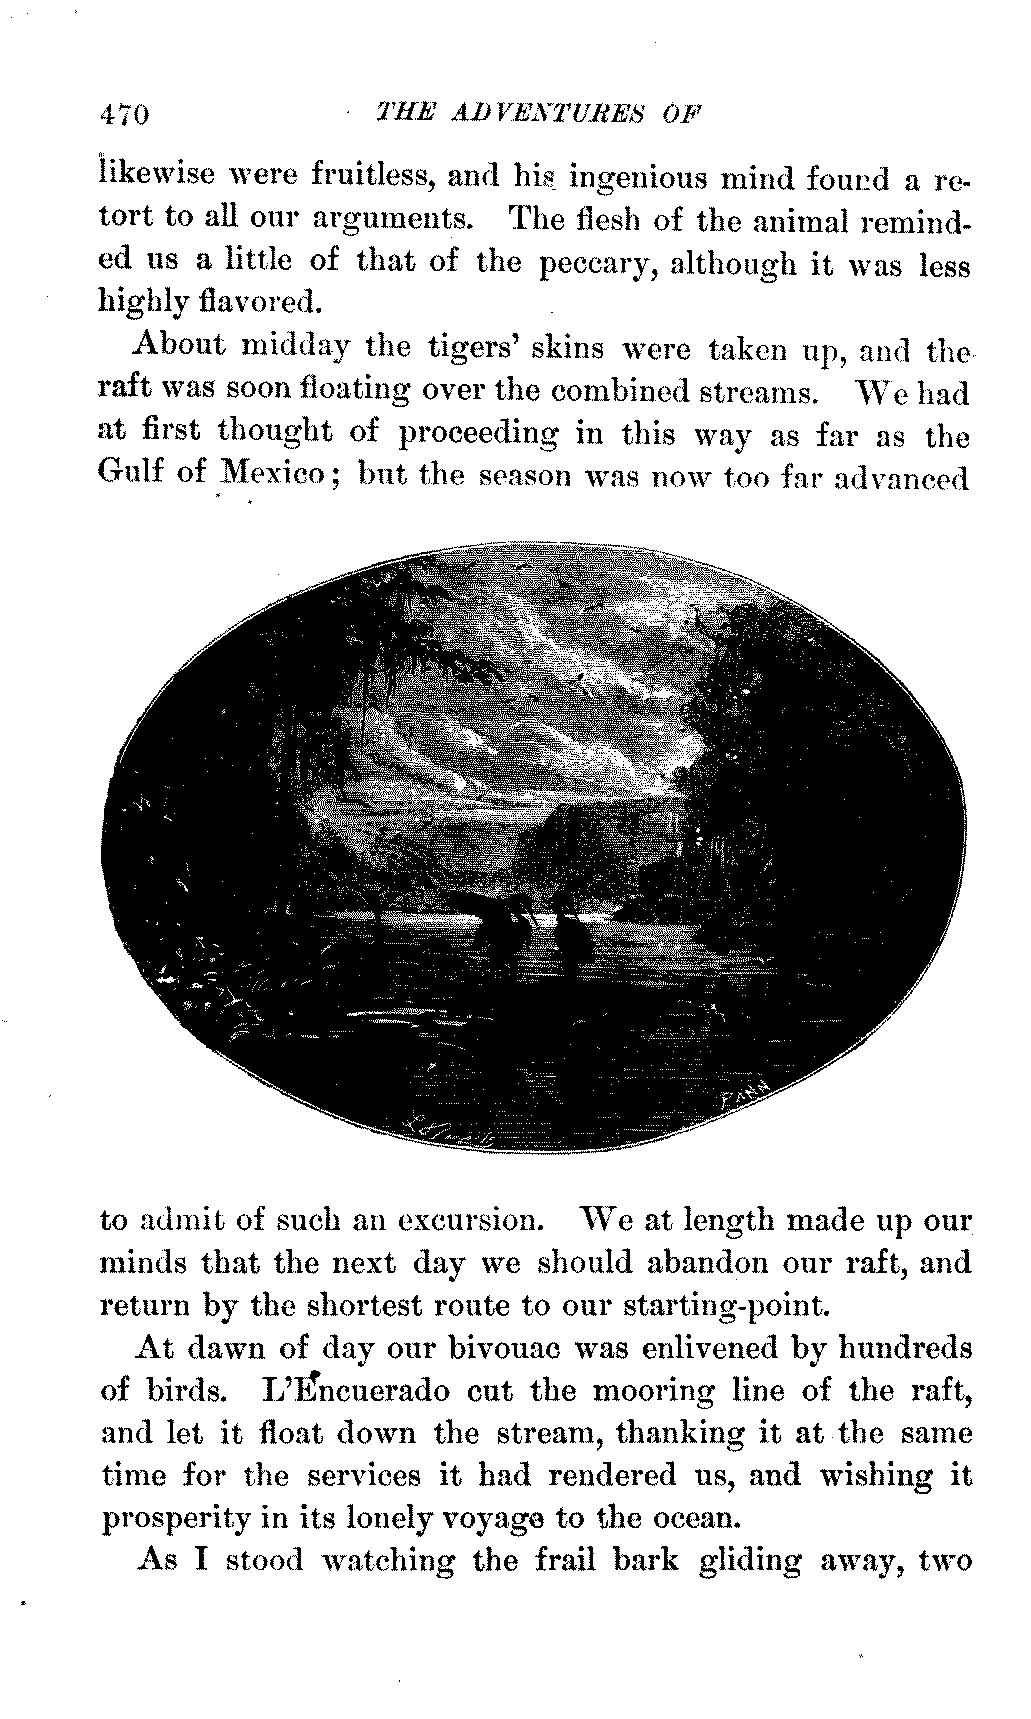 470 THE ADVENTURES OF
likewise were fruitless, and his ingenious mind found a re-
tort to all our arguments. The flesh of the animal remind-
ed us a little of that of the peccary, although it was less
highly flavored.
About midday the tigers' skins were taken up, and the
raft was soon floating over the combined streams. We had
at first thought of proceeding in this way as far as the
Gulf of Mexico; but the season was now too far advanced
PANN
to admit of such an excursion. We at length made up our
minds that the next day we should abandon our raft, and
return by the shortest route to our starting-point.
At dawn of day our bivouac was enlivened by hundreds
of birds. L'Encuerado cut the mooring line of the raft,
and let it float down the stream, thanking it at the same
time for the services it had rendered us, and wishing it
prosperity in its lonely voyage to the ocean.
As I stood watching the frail bark gliding away, two